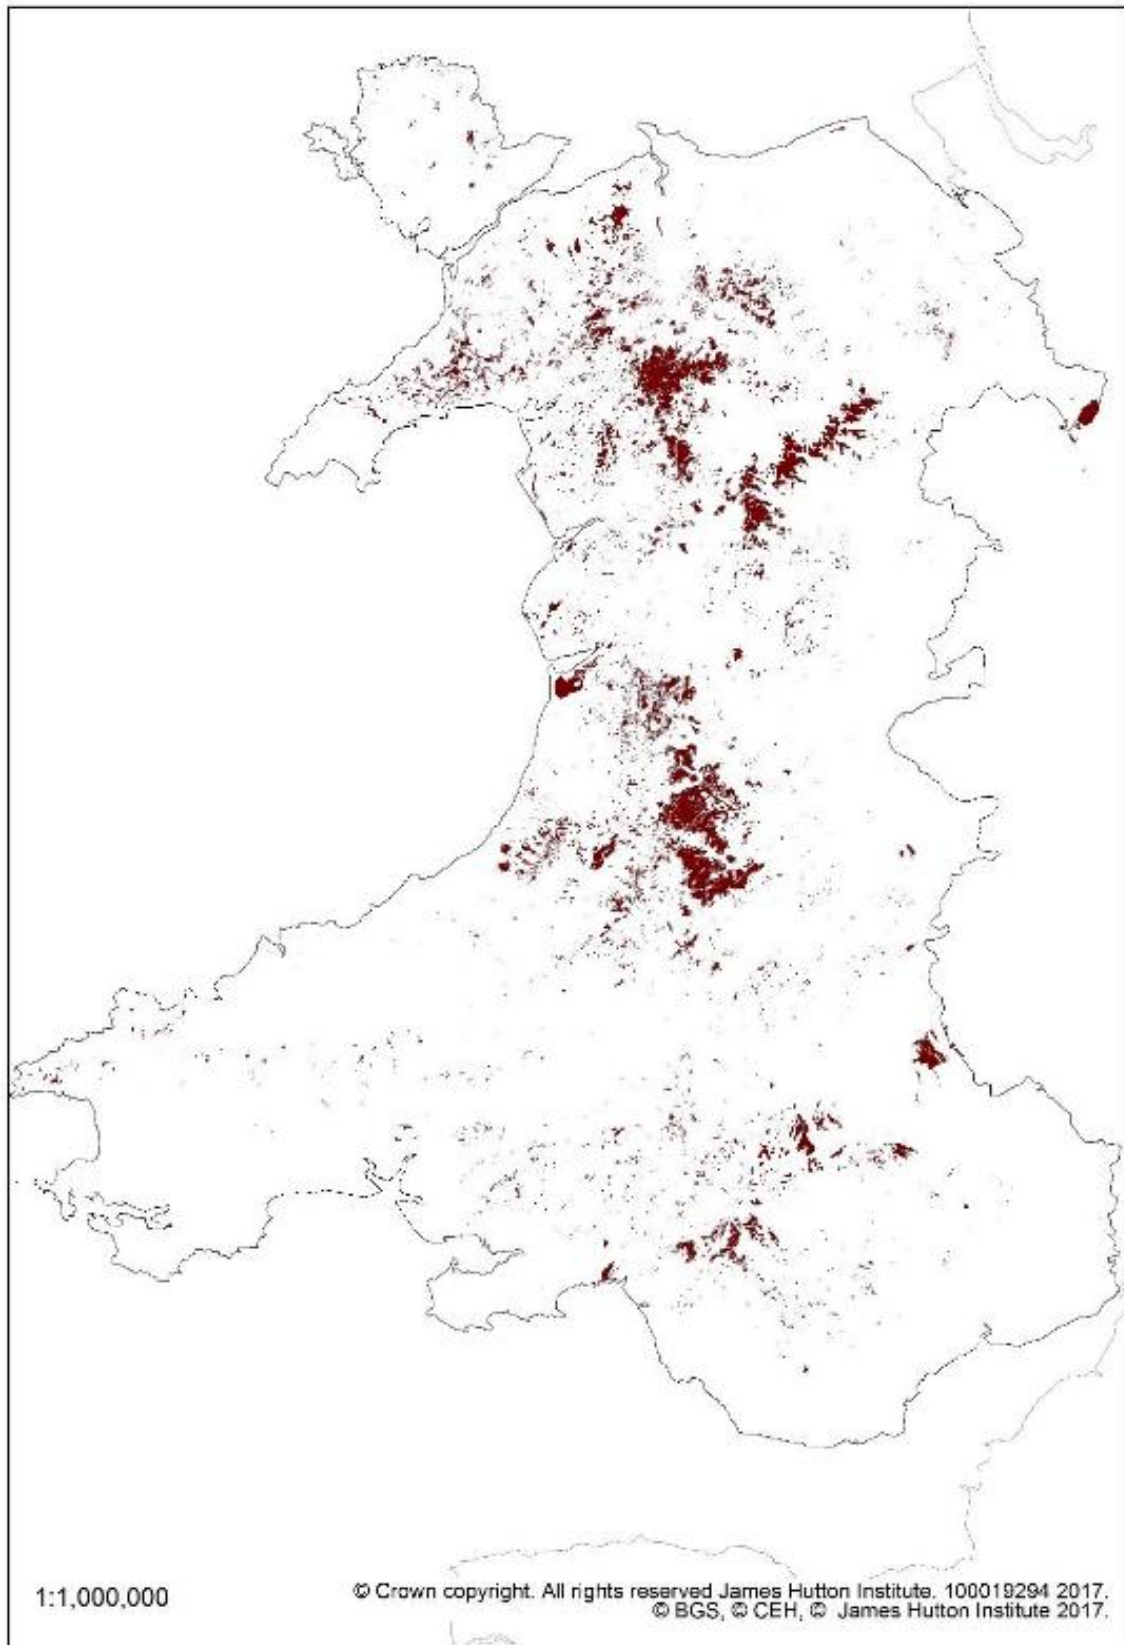 1:1,000,000
© Crown copyright. All rights reserved James Hutton Institute. 100019294 2017.
© BGS, © CEH, © James Hutton Institute 2017.